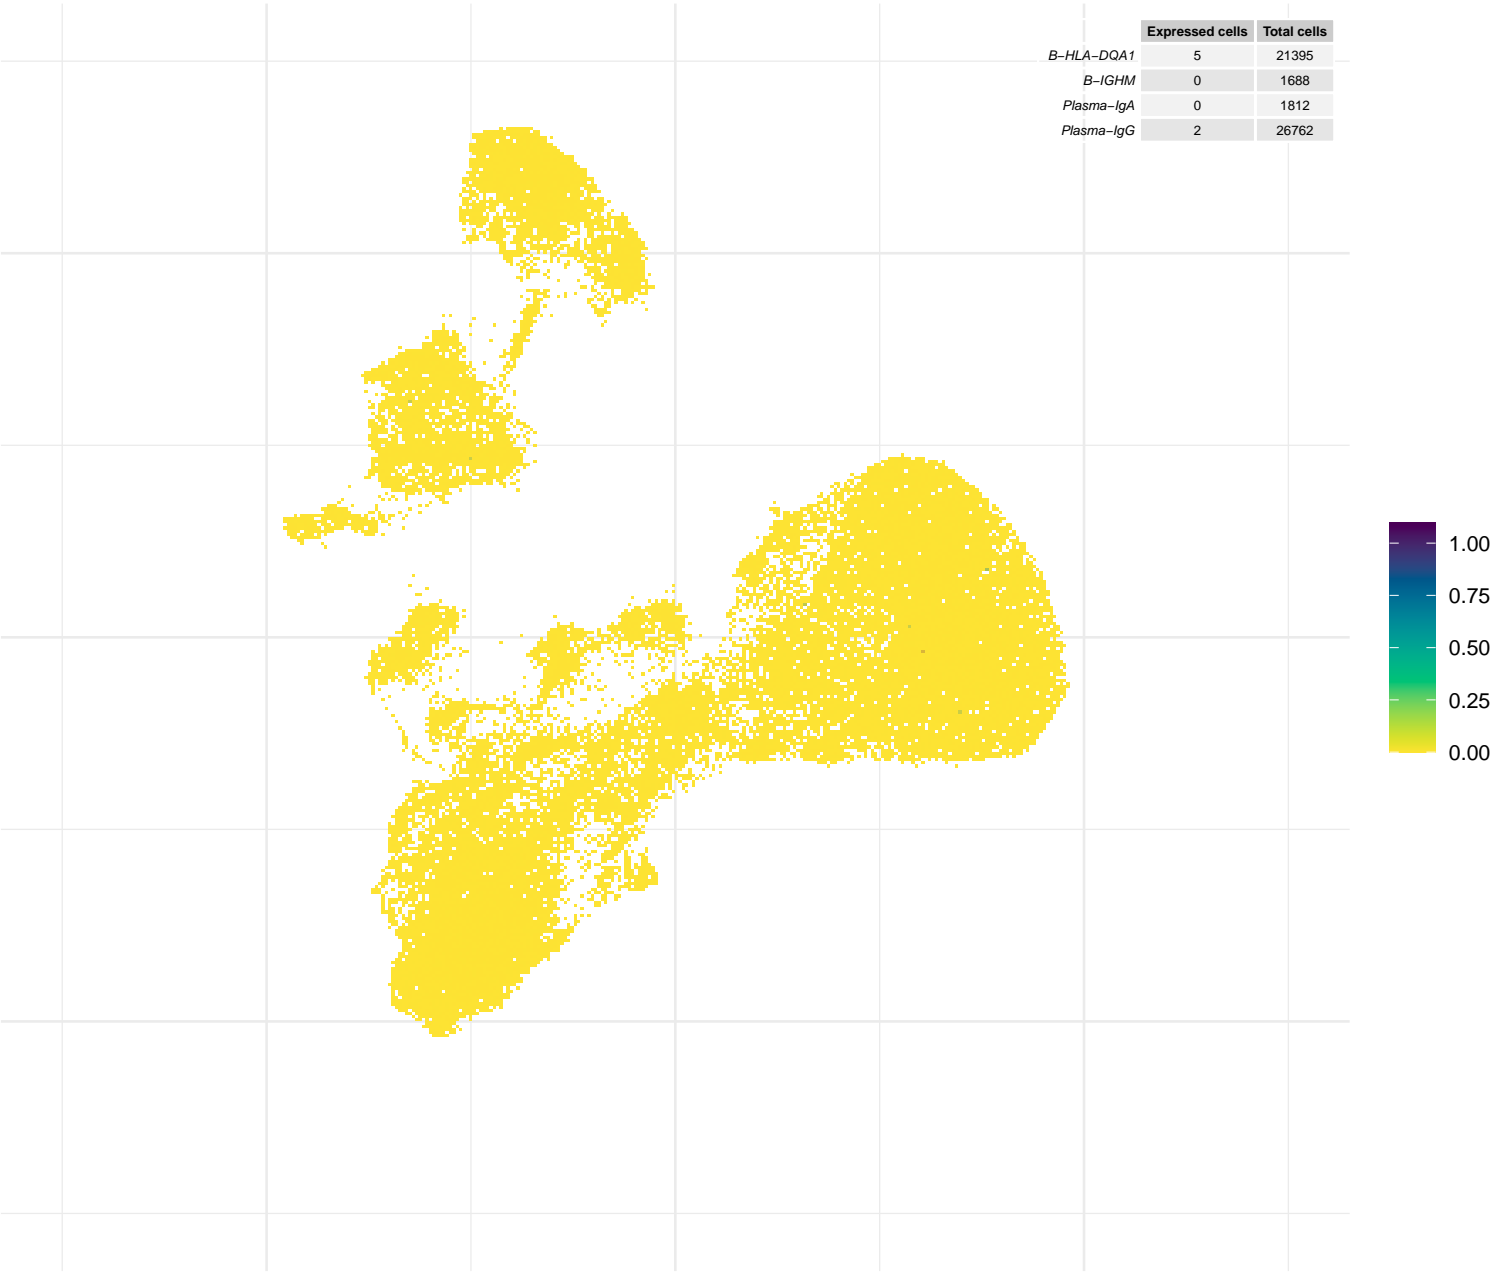 Expressed cells Total cells
B−HLA−DQA1 5 21395
B−IGHM 0 1688
Plasma−IgA 0 1812
Plasma−IgG 2 26762
1.00
0.75
0.50
0.25
0.00